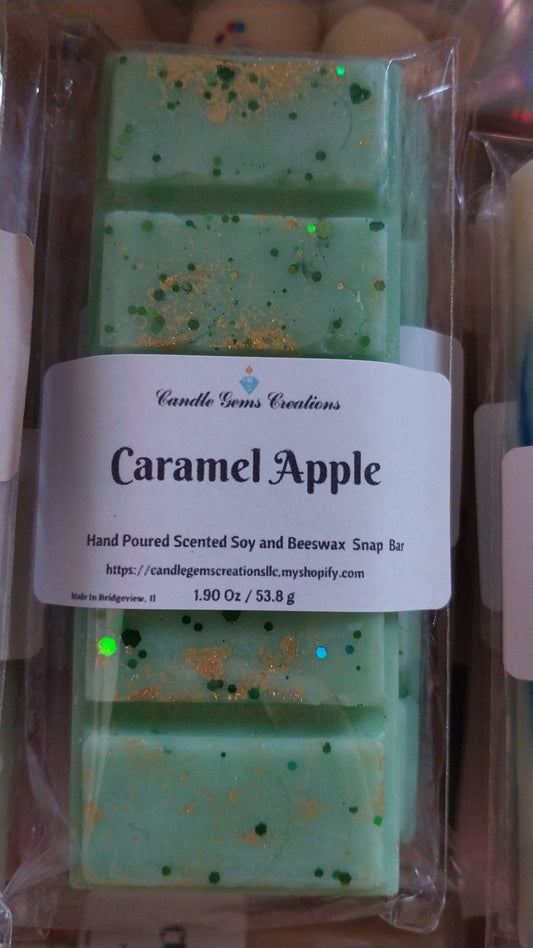 Candle Gems Creations
Caramel Apple
Hand Poured Scented Soy and Beeswax Snap Bar
https://candlegemscreationsllc.myshopify.com
Made In Bridgeview, Il 1.90 Oz / 53.8 g